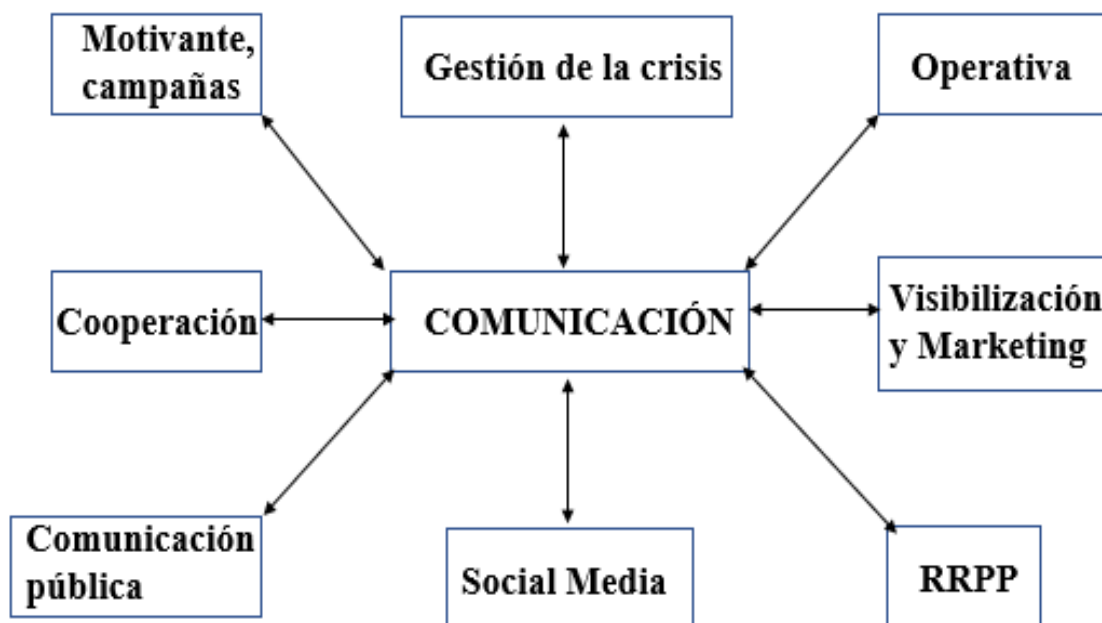 Motivante,
campañas
Gestión de la crisis
Operativa
Cooperación
COMUNICACIÓN
Visibilización
y Marketing
Comunicación
pública
Social Media
RRPP